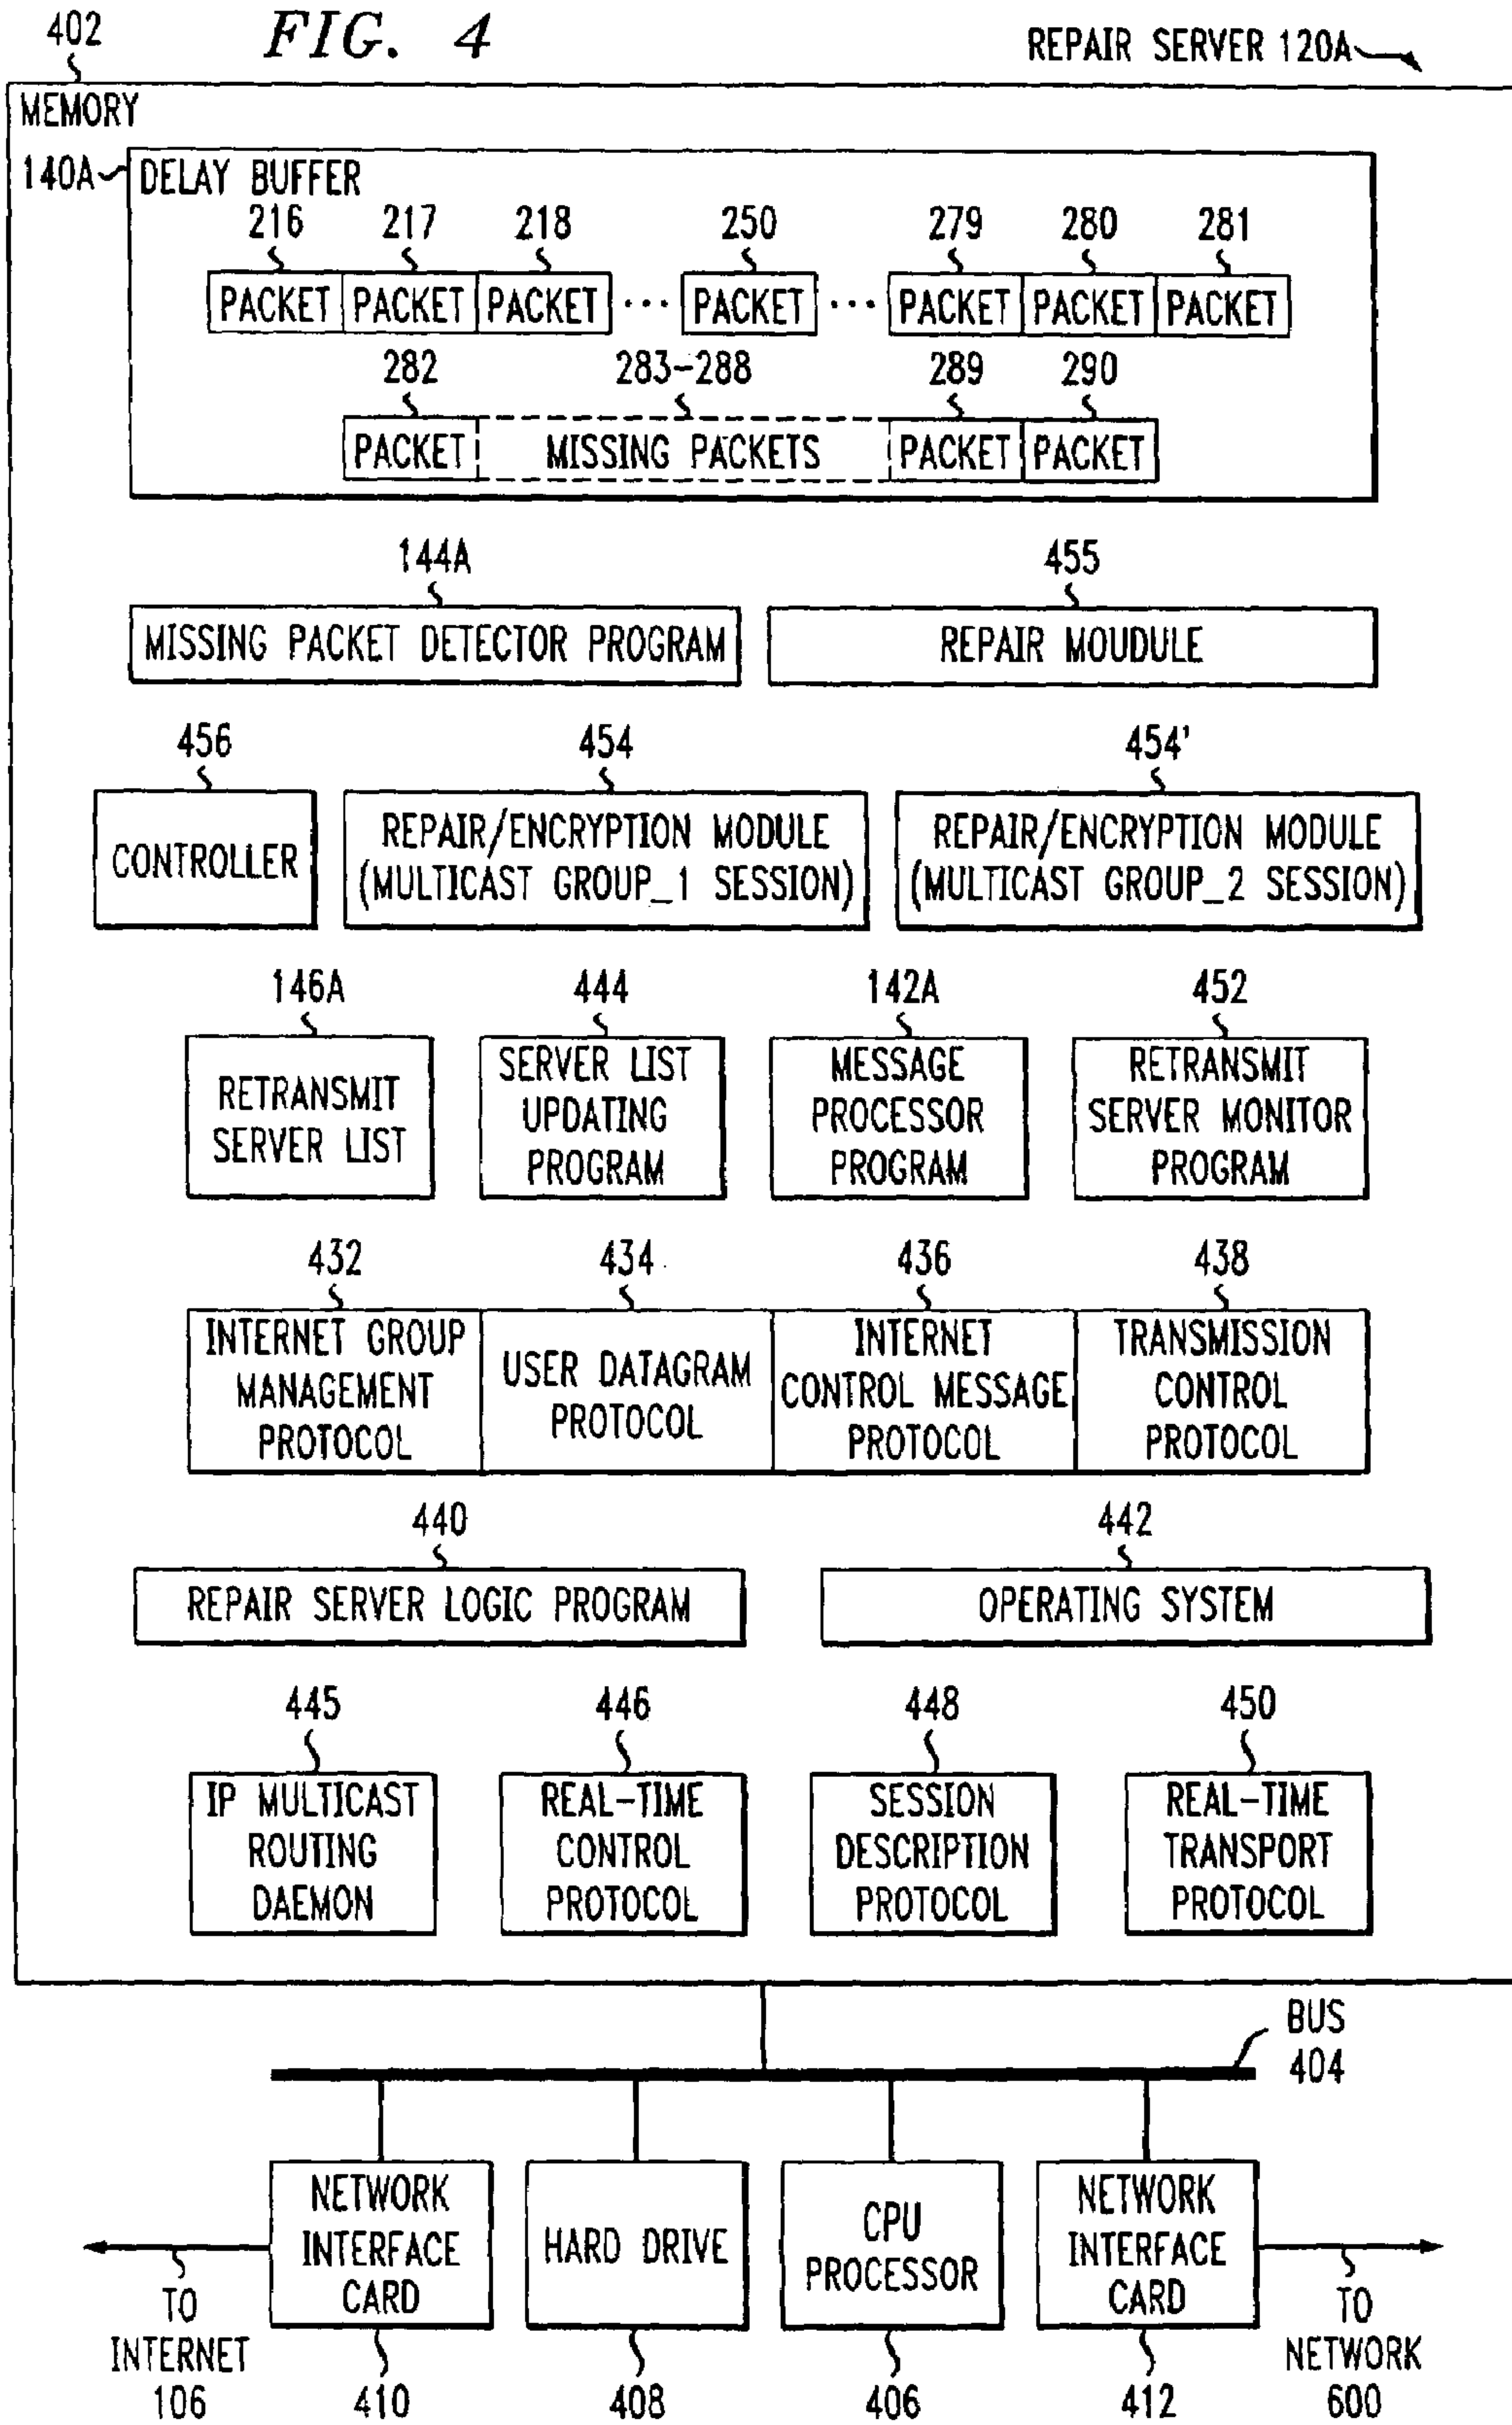 FIG. 4
402
REPAIR SERVER 120A
MEMORY
140A
DELAY BUFFER
216 217 218 250 279 280 281
PACKET PACKET PACKET ... PACKET ... PACKET PACKET PACKET
282 283-288 289 290
PACKET MISSING PACKETS PACKET PACKET
144A 455
MISSING PACKET DETECTOR PROGRAM
REPAIR MOUDULE
456 454 454'
CONTROLLER
REPAIR/ENCRYPTION MODULE
(MULTICAST GROUP_1 SESSION)
REPAIR/ENCRYPTION MODULE
(MULTICAST GROUP_2 SESSION)
146A 444 142A 452
RETRANSMIT
SERVER LIST
SERVER LIST
UPDATING
PROGRAM
MESSAGE
PROCESSOR
PROGRAM
RETRANSMIT
SERVER MONITOR
PROGRAM
432 434 436 438
INTERNET GROUP
MANAGEMENT
PROTOCOL
USER DATAGRAM
PROTOCOL
INTERNET
CONTROL MESSAGE
PROTOCOL
TRANSMISSION
CONTROL
PROTOCOL
440 442
REPAIR SERVER LOGIC PROGRAM
OPERATING SYSTEM
445 446 448 450
IP MULTICAST
ROUTING
DAEMON
REAL-TIME
CONTROL
PROTOCOL
SESSION
DESCRIPTION
PROTOCOL
REAL-TIME
TRANSPORT
PROTOCOL
BUS
404
NETWORK
INTERFACE
CARD
HARD DRIVE
CPU
PROCESSOR
NETWORK
INTERFACE
CARD
TO
INTERNET
106
410 408 406 412
TO
NETWORK
600